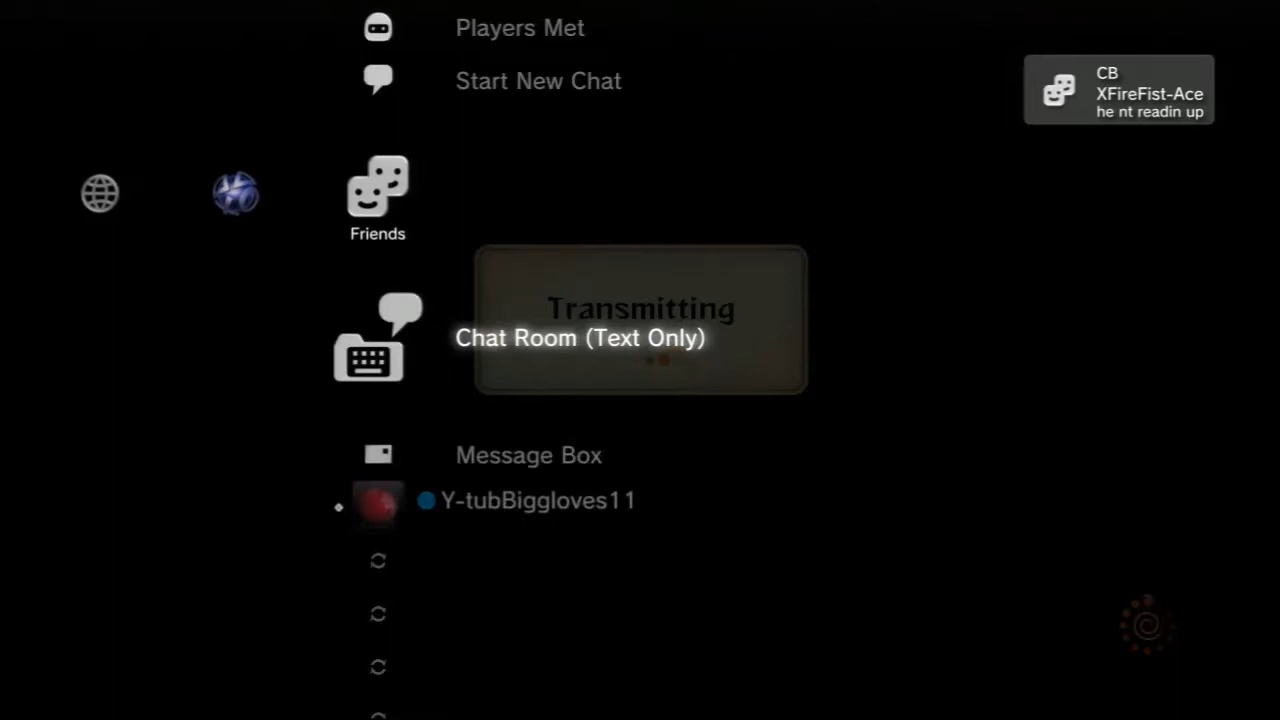 Players Met
Start New Chat
CB
XFireFist-Ace
he nt readin up
Friends
Transmitting
Chat Room (Text Only)
Message Box
Y-tubBiggloves11